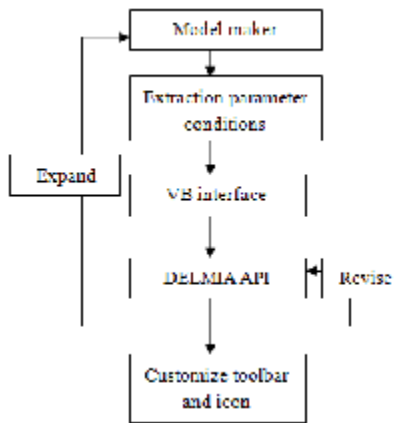 Model maker
Extraction parameter
conditions
Expand
VB interface
DELMIA API
Revise
Customize toolbar
and icon